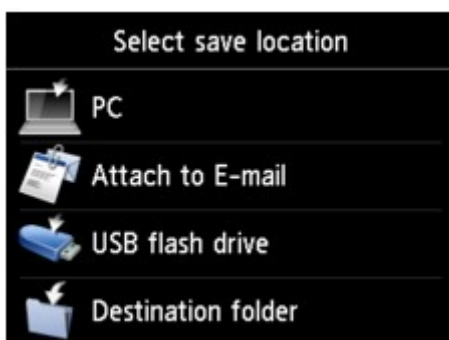 Select save location
PC
Attach to E-mail
USB flash drive
Destination folder